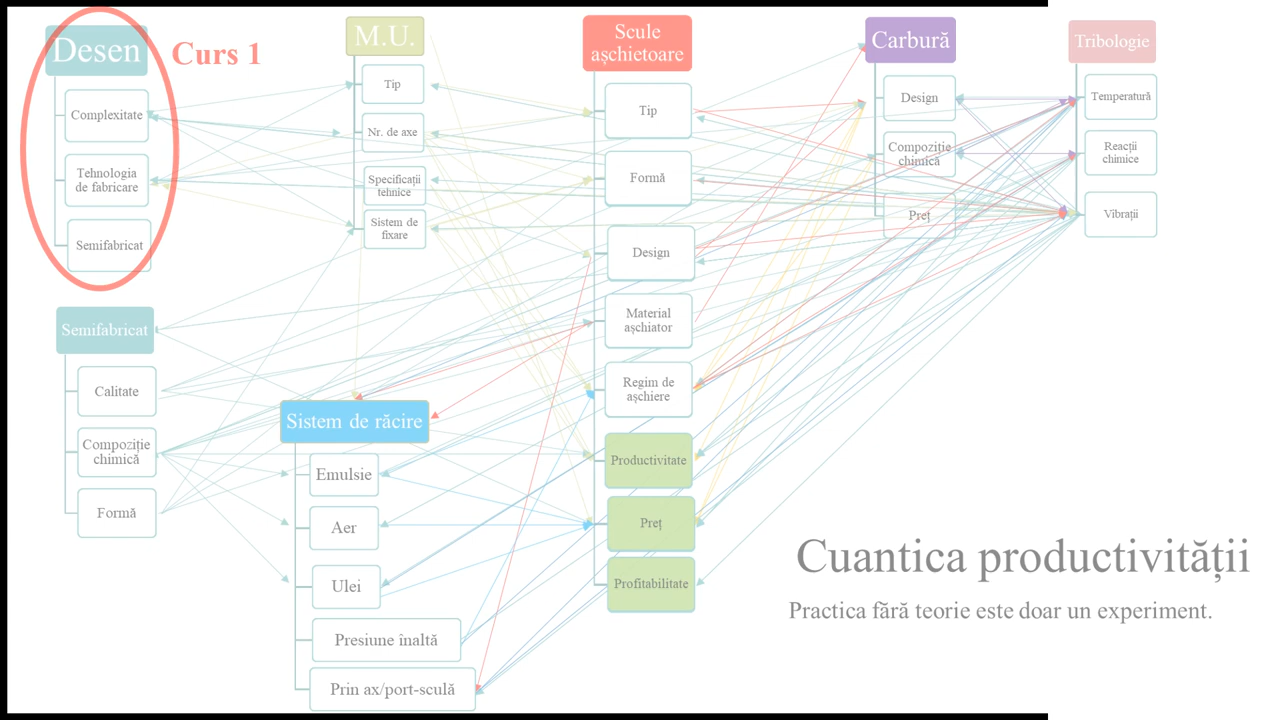 Desen
Curs 1
Complexitate
Tehnologia
de fabricare
Semifabricat
M.U.
Tip
Nr. de axe
Specificații
tehnice
Sistem de
fixare
Scule
așchietoare
Tip
Formă
Design
Material
așchiator
Regim de
așchiere
Productivitate
Preț
Profitabilitate
Carbură
Design
Compoziție
chimică
Preț
Tribologie
Temperatură
Reacții
chimice
Vibrații
Semifabricat
Calitate
Compoziție
chimică
Formă
Sistem de răcire
Emulsie
Aer
Ulei
Presiune înaltă
Prin ax/port-sculă
Cuantica productivității
Practica fără teorie este doar un experiment.